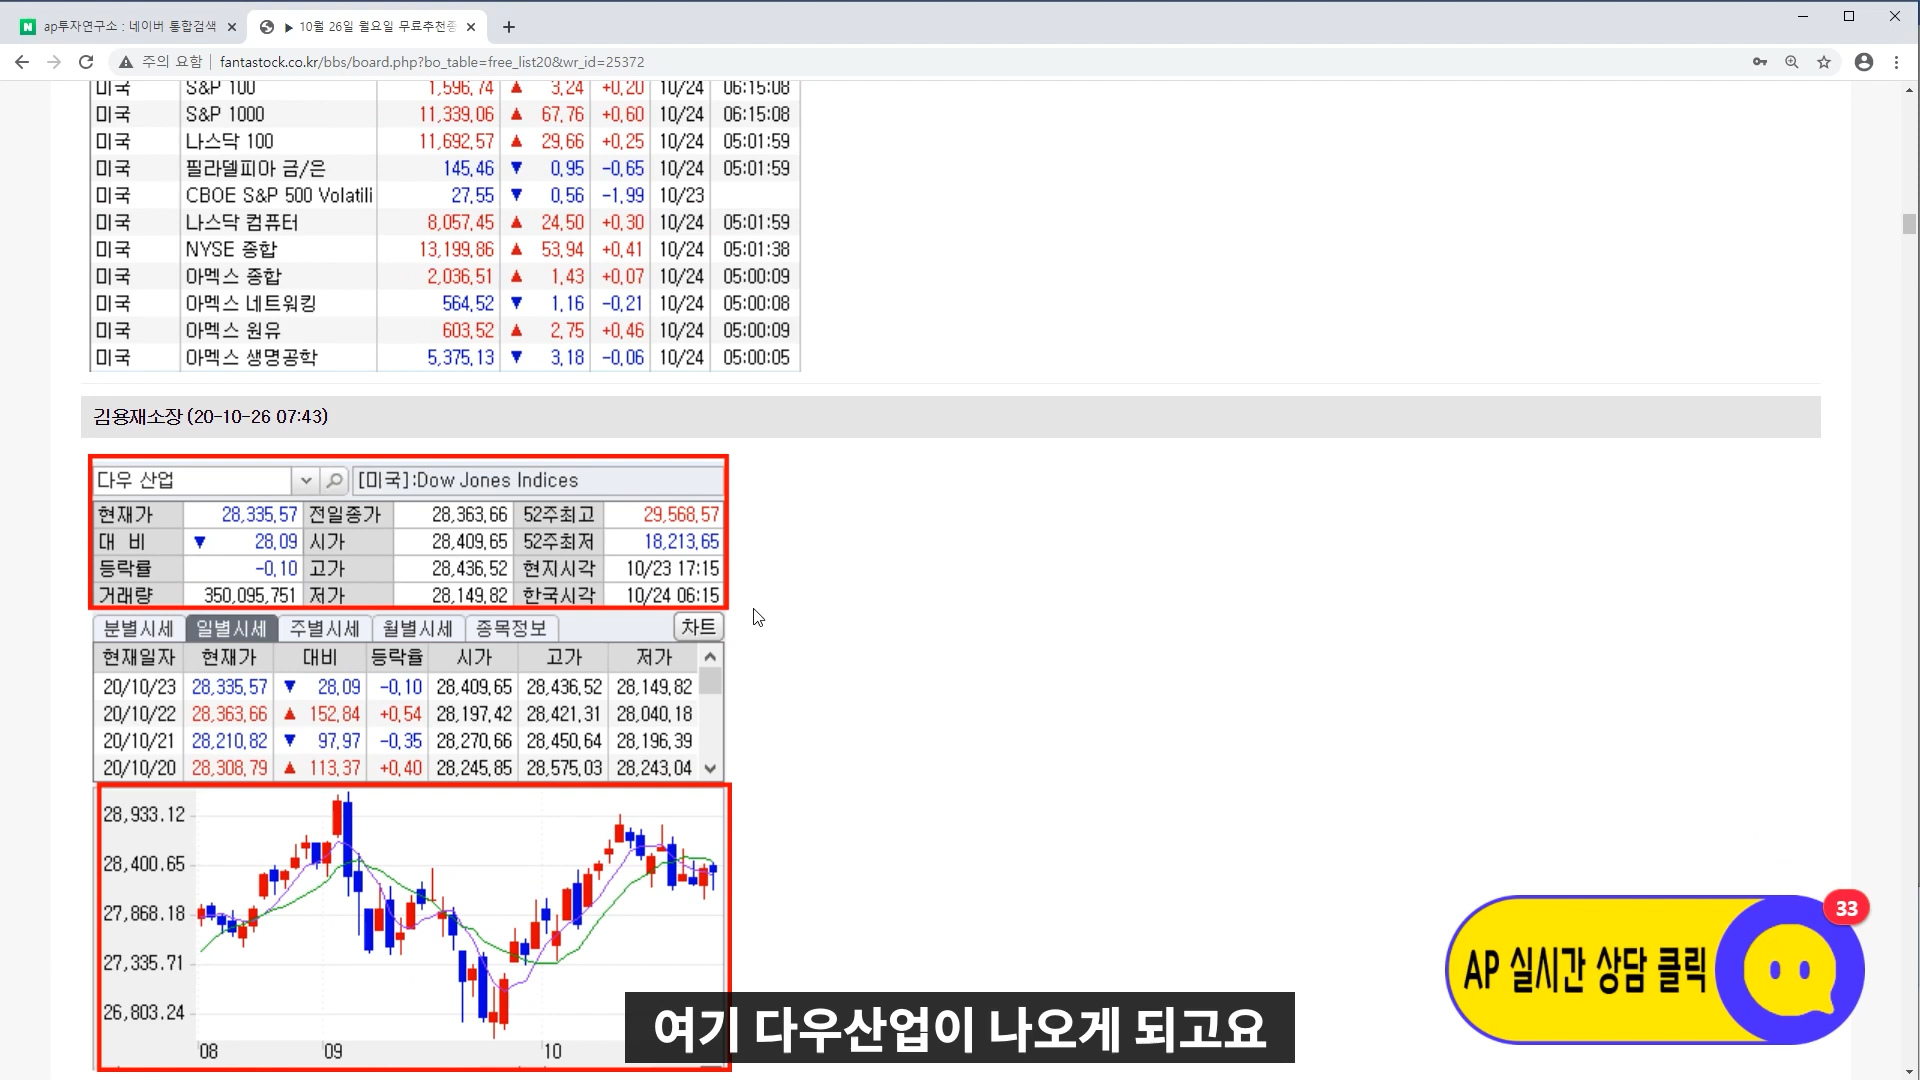 ap투자연구소 : 네이버 통합검색
▶ 10월 26일 월요일 무료추천종
주의 요함 | fantastock.co.kr/bbs/board.php?bo_table=free_list20&wr_id=25372
미국 S&P 100 1,596,74 ▲ 3,24 +0,20 10/24 06:15:08
미국 S&P 1000 11,339,06 ▲ 67,76 +0,60 10/24 06:15:08
미국 나스닥 100 11,692,57 ▲ 29,66 +0,25 10/24 05:01:59
미국 필라델피아 금/은 145,46 ▼ 0,95 -0,65 10/24 05:01:59
미국 CBOE S&P 500 Volatili 27,55 ▼ 0,56 -1,99 10/23
미국 나스닥 컴퓨터 8,057,45 ▲ 24,50 +0,30 10/24 05:01:59
미국 NYSE 종합 13,199,86 ▲ 53,94 +0,41 10/24 05:01:38
미국 아멕스 종합 2,036,51 ▲ 1,43 +0,07 10/24 05:00:09
미국 아멕스 네트워킹 564,52 ▼ 1,16 -0,21 10/24 05:00:08
미국 아멕스 원유 603,52 ▲ 2,75 +0,46 10/24 05:00:09
미국 아멕스 생명공학 5,375,13 ▼ 3,18 -0,06 10/24 05:00:05
김용재소장 (20-10-26 07:43)
다우 산업 [미국]:Dow Jones Indices
현재가 28,335,57 전일종가 28,363,66 52주최고 29,568,57
대 비 ▼ 28,09 시가 28,409,65 52주최저 18,213,65
등락률 -0,10 고가 28,436,52 현지시각 10/23 17:15
거래량 350,095,751 저가 28,149,82 한국시각 10/24 06:15
분별시세 일별시세 주별시세 월별시세 종목정보 차트
현재일자 현재가 대비 등락율 시가 고가 저가
20/10/23 28,335,57 ▼ 28,09 -0,10 28,409,65 28,436,52 28,149,82
20/10/22 28,363,66 ▲ 152,84 +0,54 28,197,42 28,421,31 28,040,18
20/10/21 28,210,82 ▼ 97,97 -0,35 28,270,66 28,450,64 28,196,39
20/10/20 28,308,79 ▲ 113,37 +0,40 28,245,85 28,575,03 28,243,04
28,933.12
28,400.65
27,868.18
27,335.71
26,803.24
08 09 10
33
AP 실시간 상담 클릭
여기 다우산업이 나오게 되고요